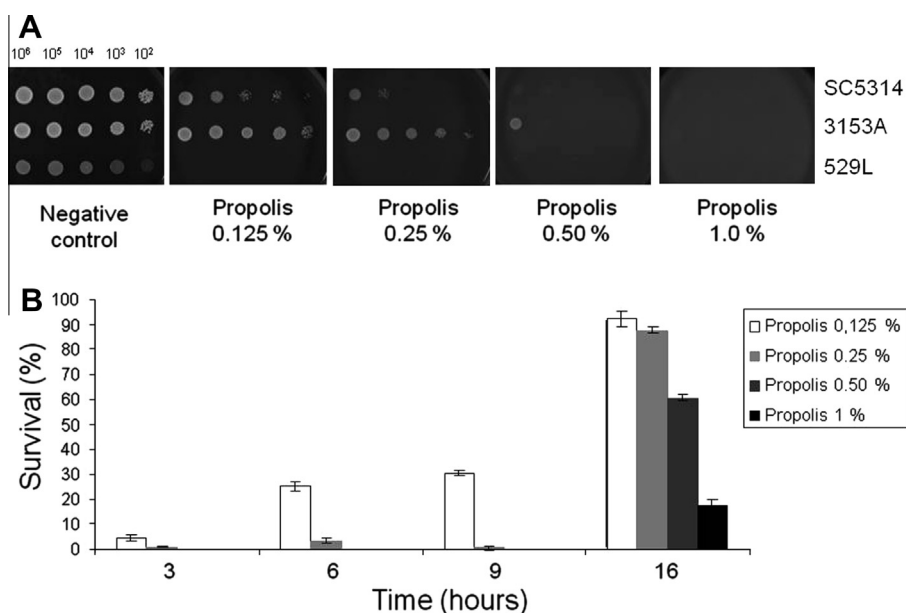 A
10⁶ 10⁵ 10⁴ 10³ 10²
SC5314
3153A
529L
Negative
control
Propolis
0.125 %
Propolis
0.25 %
Propolis
0.50 %
Propolis
1.0 %
B
Survival (%)
100
90
80
70
60
50
40
30
20
10
0
3 6 9 16
Time (hours)
Propolis 0,125 %
Propolis 0.25 %
Propolis 0.50 %
Propolis 1 %